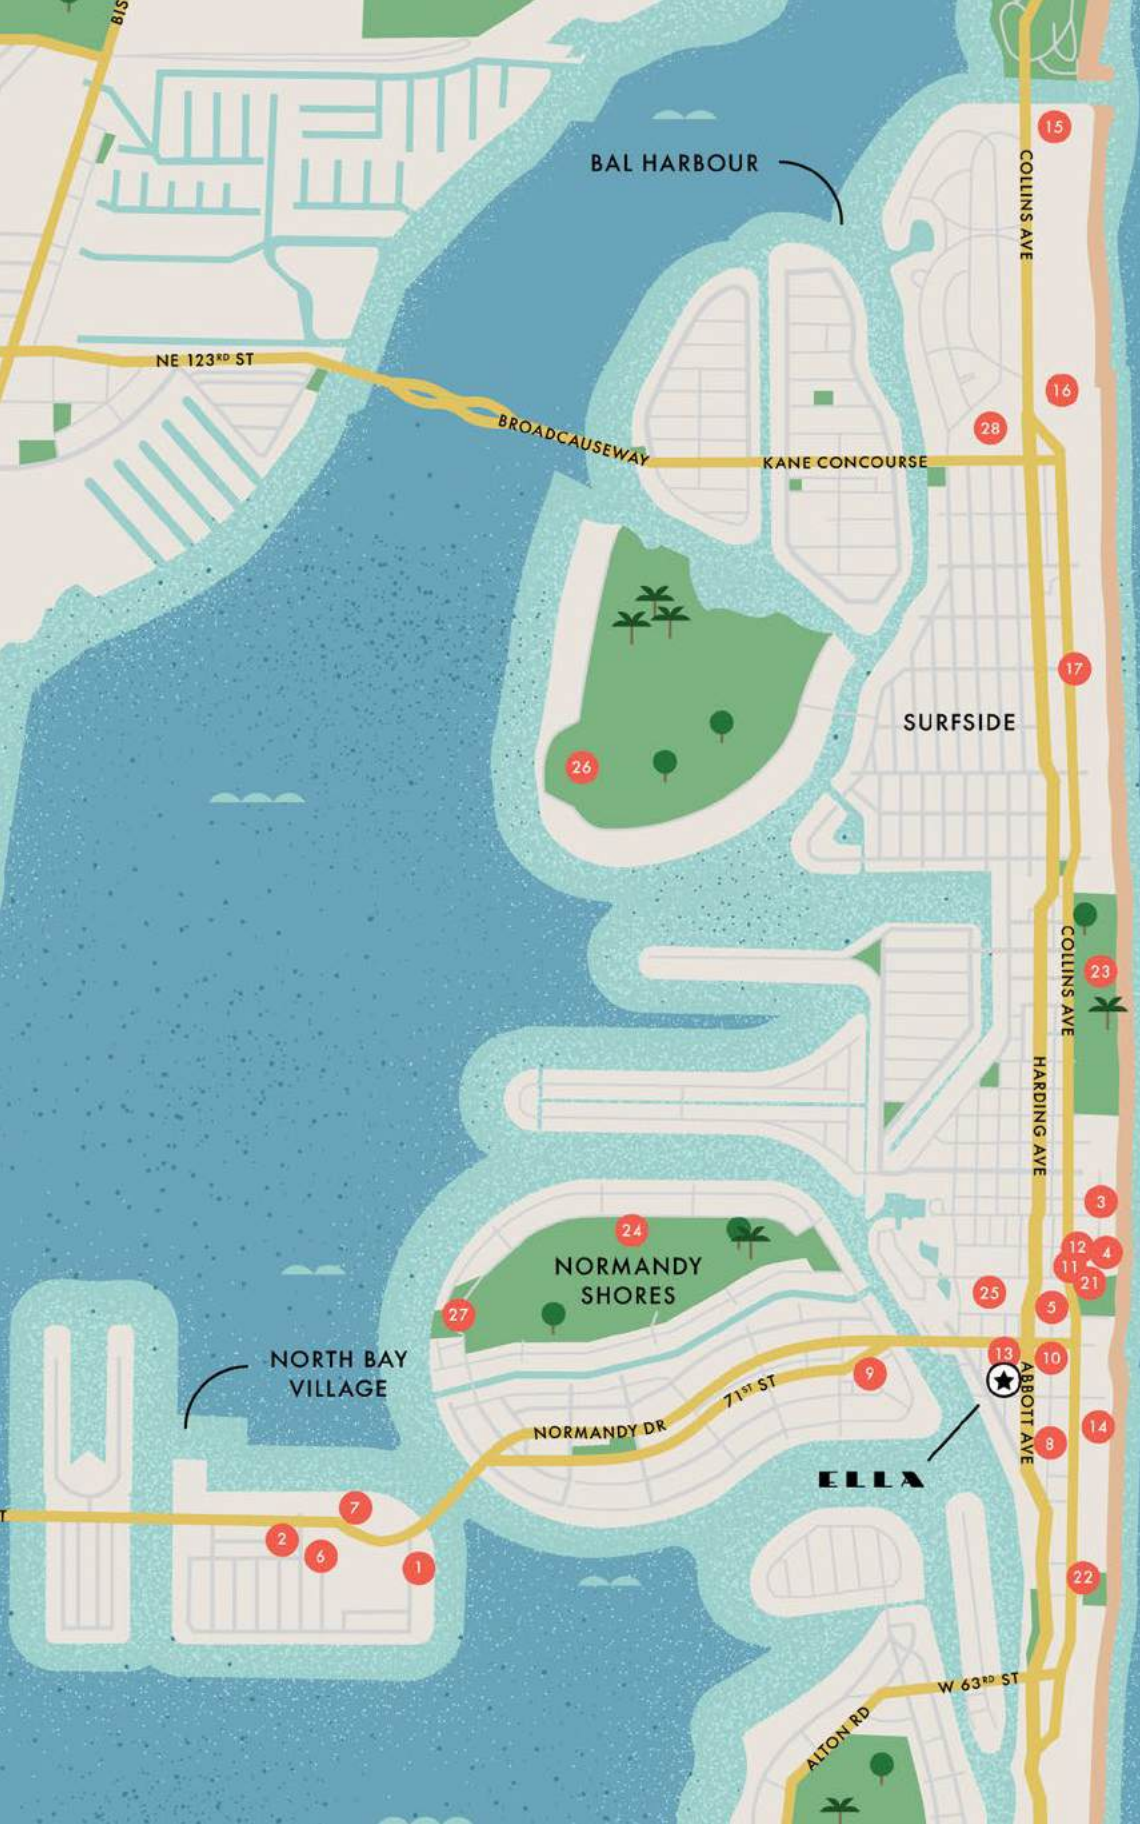 BIS
15
COLLINS AVE
BAL HARBOUR
NE 123RD ST
16
BROADCAUSEWAY
28
KANE CONCOURSE
17
SURFSIDE
26
COLLINS AVE
23
HARDING AVE
3
24
12
4
11
NORMANDY
SHORES
21
25
5
27
13
10
NORTH BAY
VILLAGE
9
71ST ST
ABBOTT AVE
NORMANDY DR
14
8
ELLA
7
T
2
6
1
22
W 63RD ST
ALTON RD